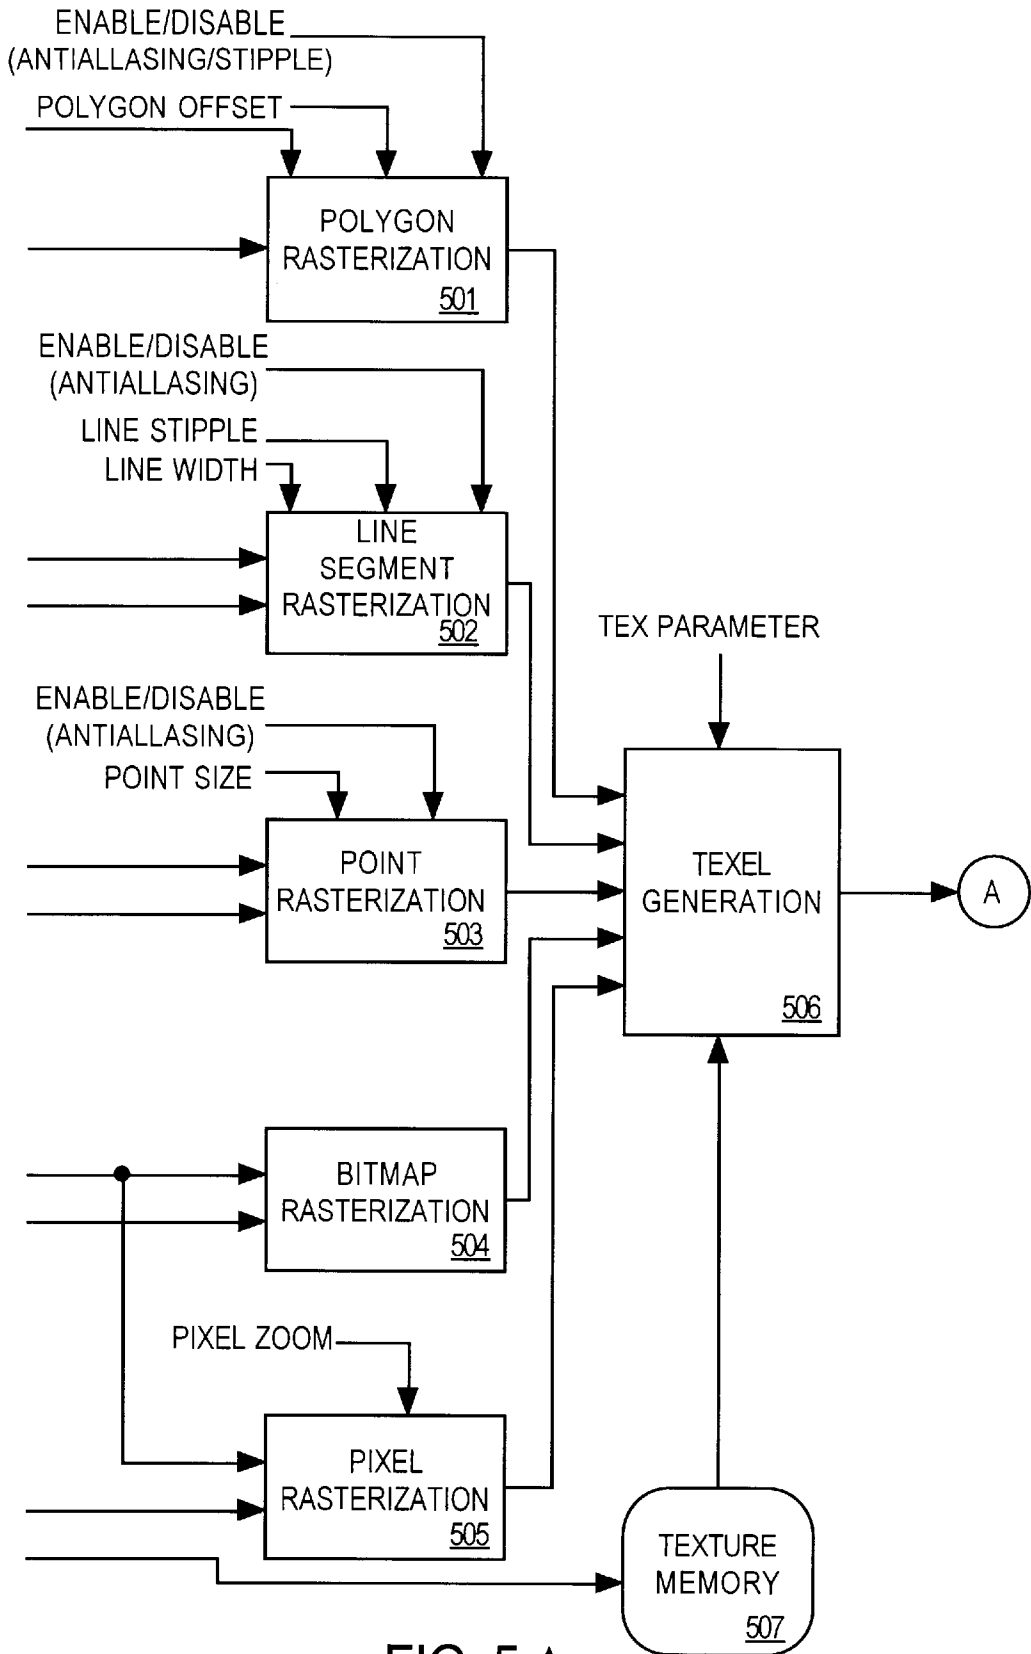 ENABLE/DISABLE
(ANTIALLASING/STIPPLE)
POLYGON OFFSET
POLYGON
RASTERIZATION
501
ENABLE/DISABLE
(ANTIALLASING)
LINE STIPPLE
LINE WIDTH
LINE
SEGMENT
RASTERIZATION
502
TEX PARAMETER
ENABLE/DISABLE
(ANTIALLASING)
POINT SIZE
POINT
RASTERIZATION
503
TEXEL
GENERATION
506
A
BITMAP
RASTERIZATION
504
PIXEL ZOOM
PIXEL
RASTERIZATION
505
TEXTURE
MEMORY
507
FIG. 5A